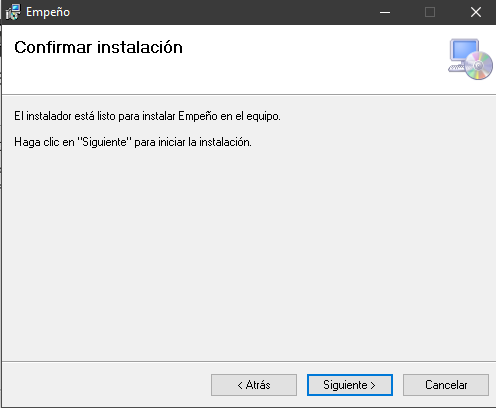 Empeño
Confirmar instalación
El instalador está listo para instalar Empeño en el equipo.
Haga clic en "Siguiente" para iniciar la instalación.
< Atrás
Siguiente >
Cancelar